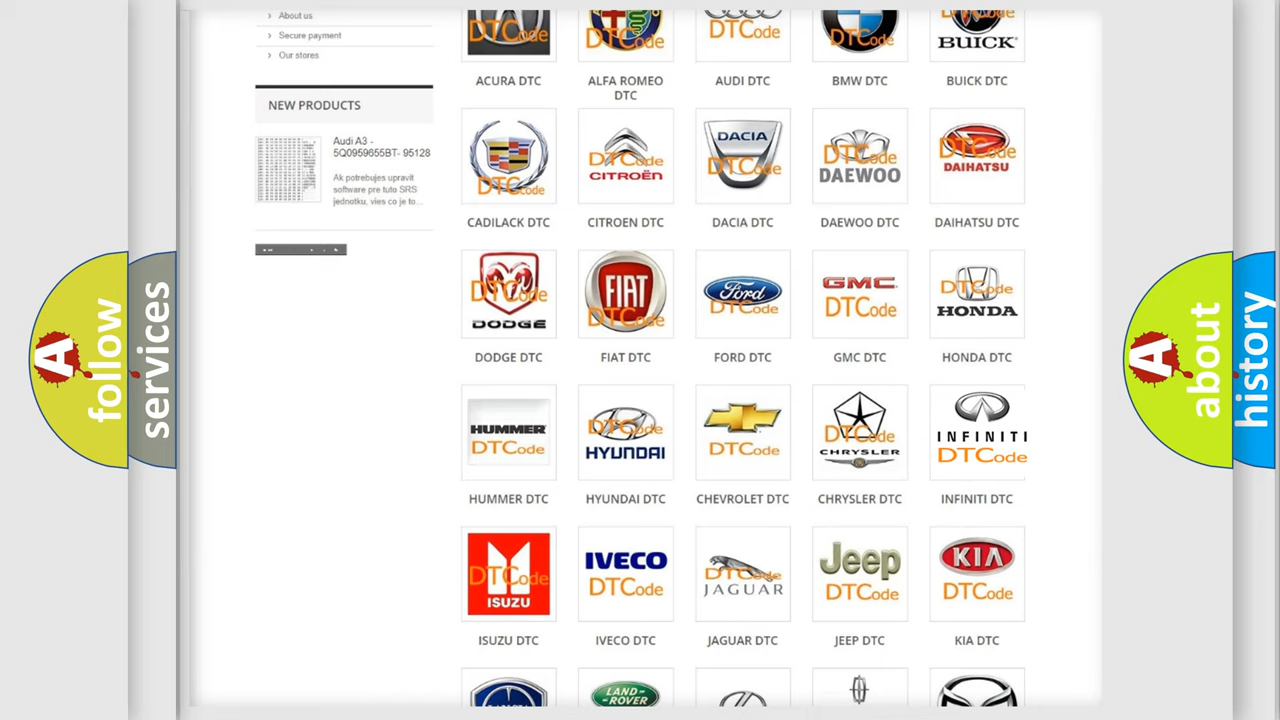 About us
Secure payment
Our stores
NEW PRODUCTS
Audi A3 -
5Q0959655BT- 95128
Ak potrebujes upravit
software pre tuto SRS
jednotku, vies co je to...
DTCode DTCode DTCode DTCode BUICK
ACURA DTC
ALFA ROMEO
DTC
AUDI DTC
BMW DTC
BUICK DTC
DTCode
DTCode
CITROËN
DACIA
DTCode
DTCode
DAEWOO
DTCode
DAIHATSU
CADILACK DTC
CITROEN DTC
DACIA DTC
DAEWOO DTC
DAIHATSU DTC
DTCode
DODGE
FIAT
DTCode
Ford
DTCode
GMC
DTCode
DTCode
HONDA
DODGE DTC
FIAT DTC
FORD DTC
GMC DTC
HONDA DTC
HUMMER
DTCode
DTCode
HYUNDAI
DTCode
DTCode
CHRYSLER
INFINITI
DTCode
HUMMER DTC
HYUNDAI DTC
CHEVROLET DTC
CHRYSLER DTC
INFINITI DTC
DTCode
ISUZU
IVECO
DTCode
DTCode
JAGUAR
Jeep
DTCode
KIA
DTCode
ISUZU DTC
IVECO DTC
JAGUAR DTC
JEEP DTC
KIA DTC
LAND-
ROVER
A
follow
services
A
about
history